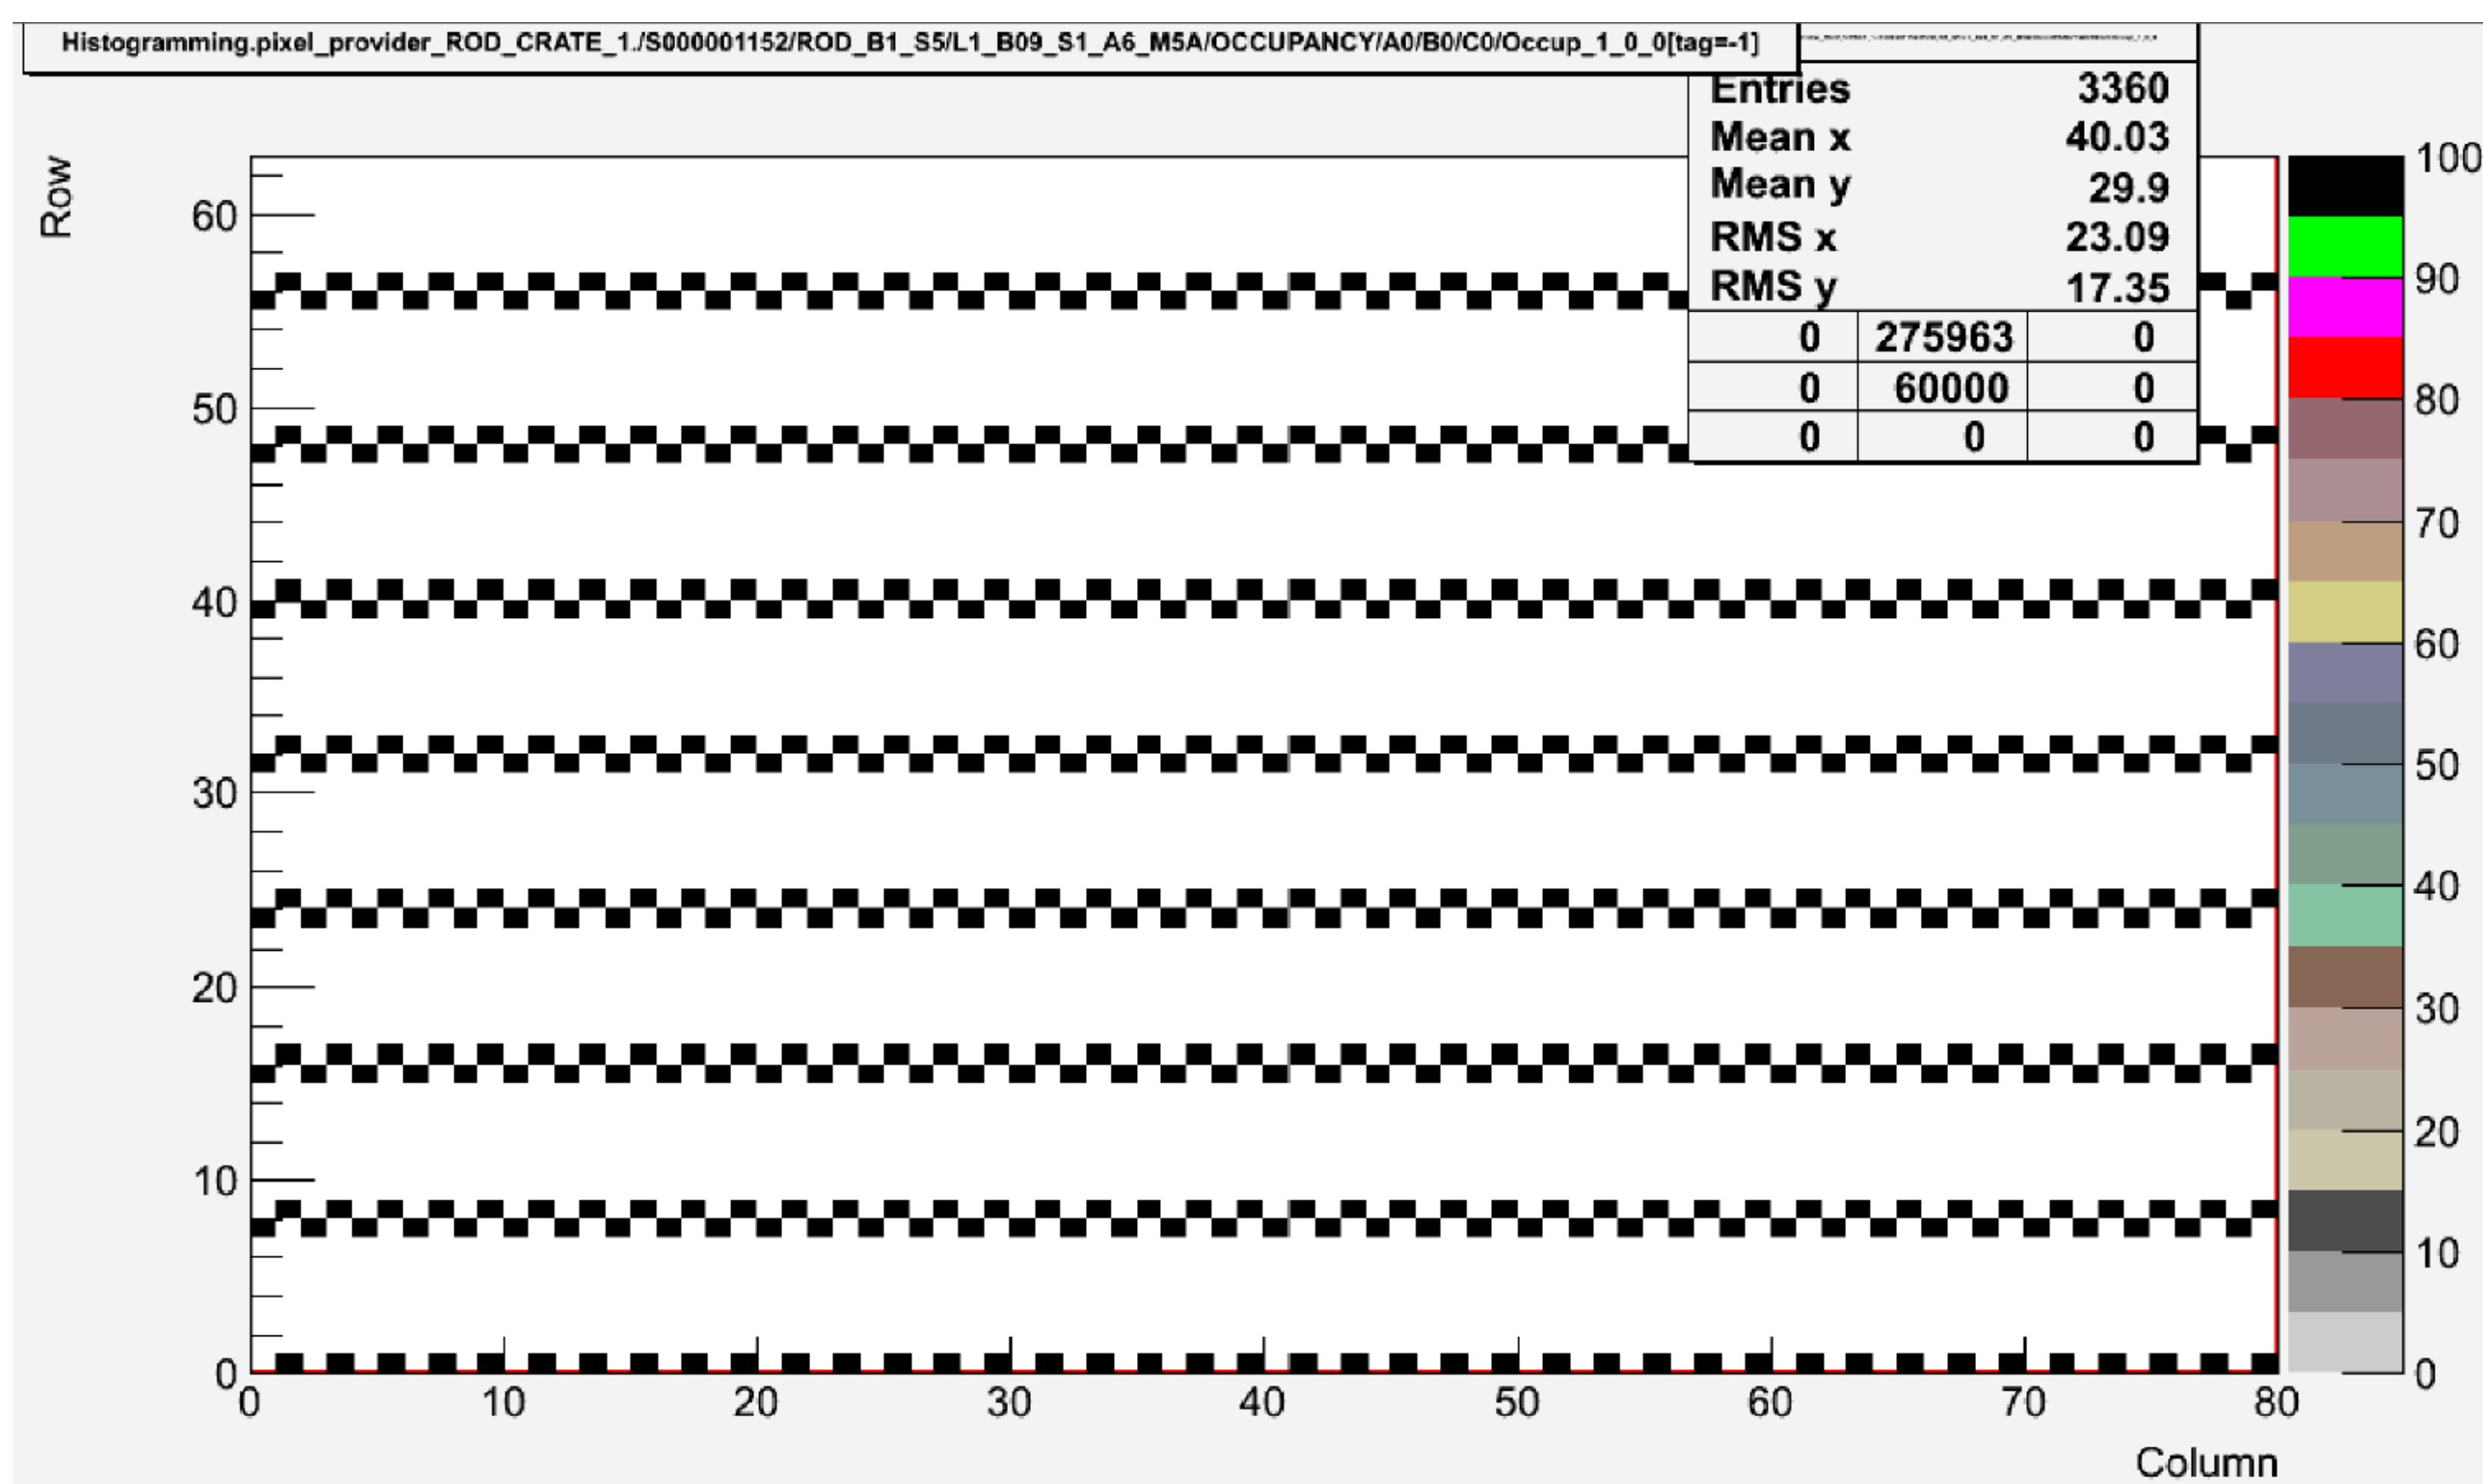 Histogramming.pixel_provider_ROD_CRATE_1./S000001152/ROD_B1_S5/L1_B09_S1_A6_M5A/OCCUPANCY/A0/B0/C0/Occup_1_0_0[tag=-1]
Entries 3360
Mean x 40.03
Mean y 29.9
RMS x 23.09
RMS y 17.35
0 275963 0
0 60000 0
0 0 0
Row
60
50
40
30
20
10
0
0 10 20 30 40 50 60 70 80
Column
100
90
80
70
60
50
40
30
20
10
0